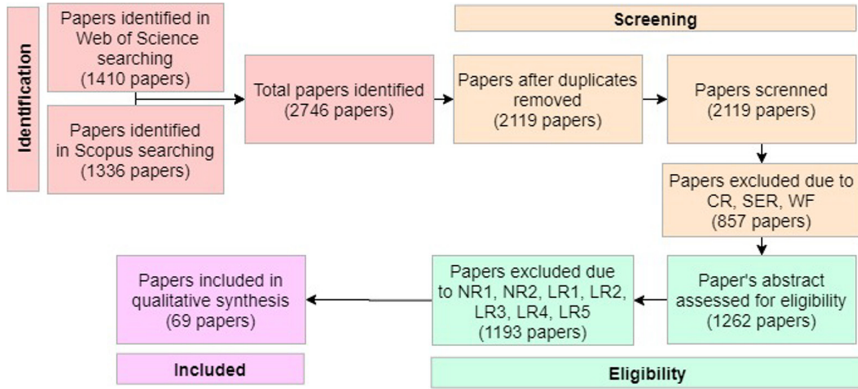 Identification
Papers identified in
Web of Science
searching
(1410 papers)
Papers identified
in Scopus searching
(1336 papers)
Total papers identified
(2746 papers)
Screening
Papers after duplicates
removed
(2119 papers)
Papers screnned
(2119 papers)
Papers excluded due to
CR, SER, WF
(857 papers)
Paper's abstract
assessed for eligibility
(1262 papers)
Papers excluded due
to NR1, NR2, LR1, LR2,
LR3, LR4, LR5
(1193 papers)
Eligibility
Papers included in
qualitative synthesis
(69 papers)
Included